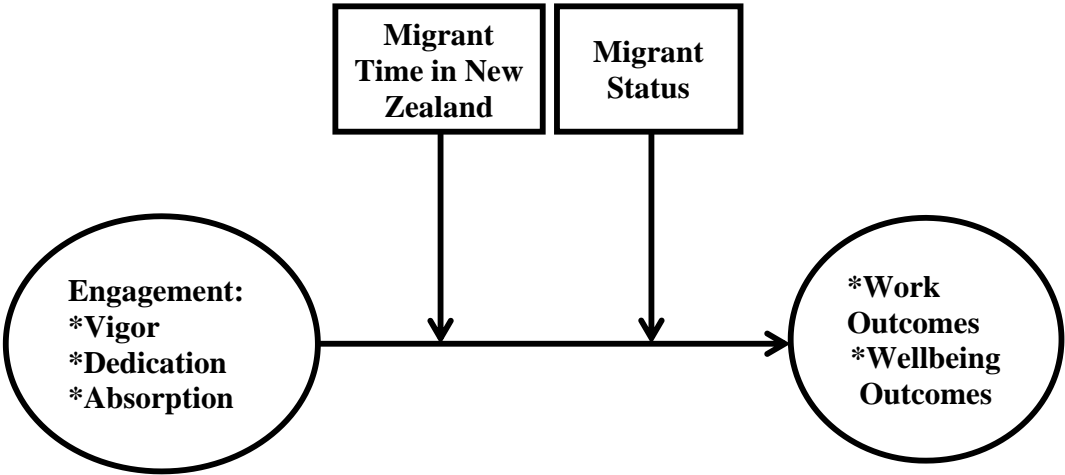 Migrant
Time in New
Zealand
Migrant
Status
Engagement:
*Vigor
*Dedication
*Absorption
*Work
Outcomes
*Wellbeing
Outcomes